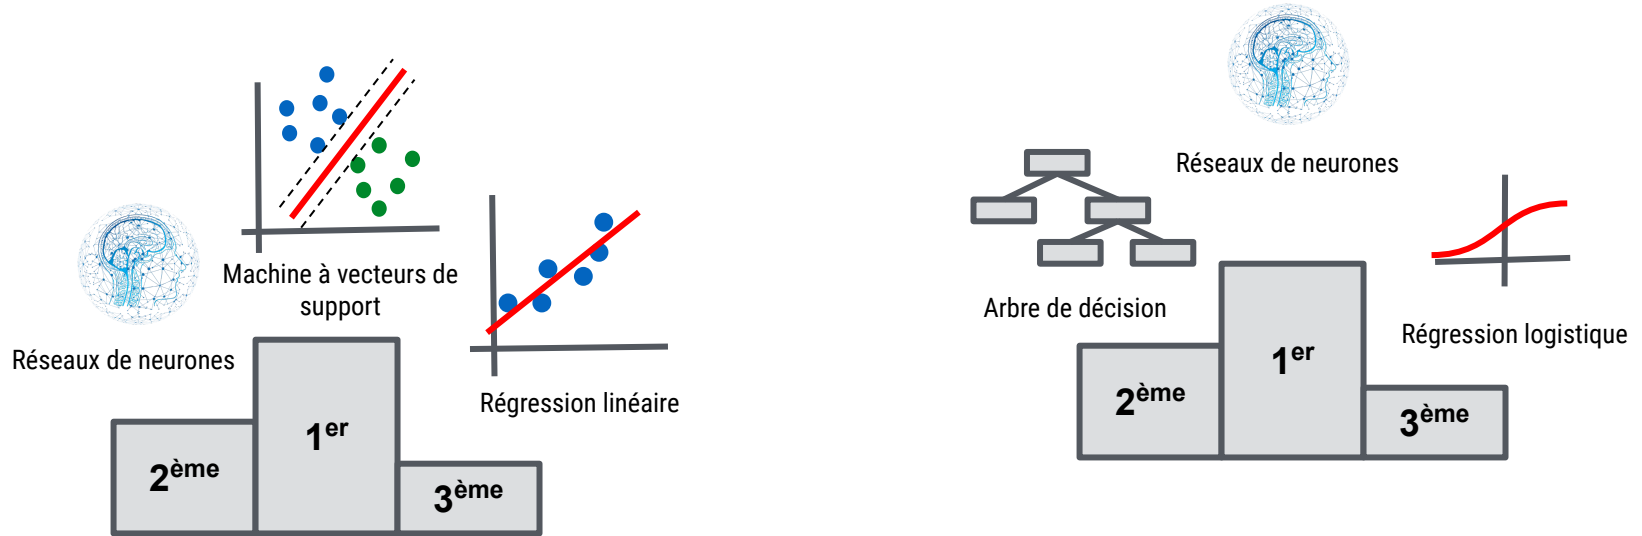 Machine à vecteurs de
support
Réseaux de neurones
Régression linéaire
1er
2ème
3ème
Réseaux de neurones
Arbre de décision
Régression logistique
1er
2ème
3ème